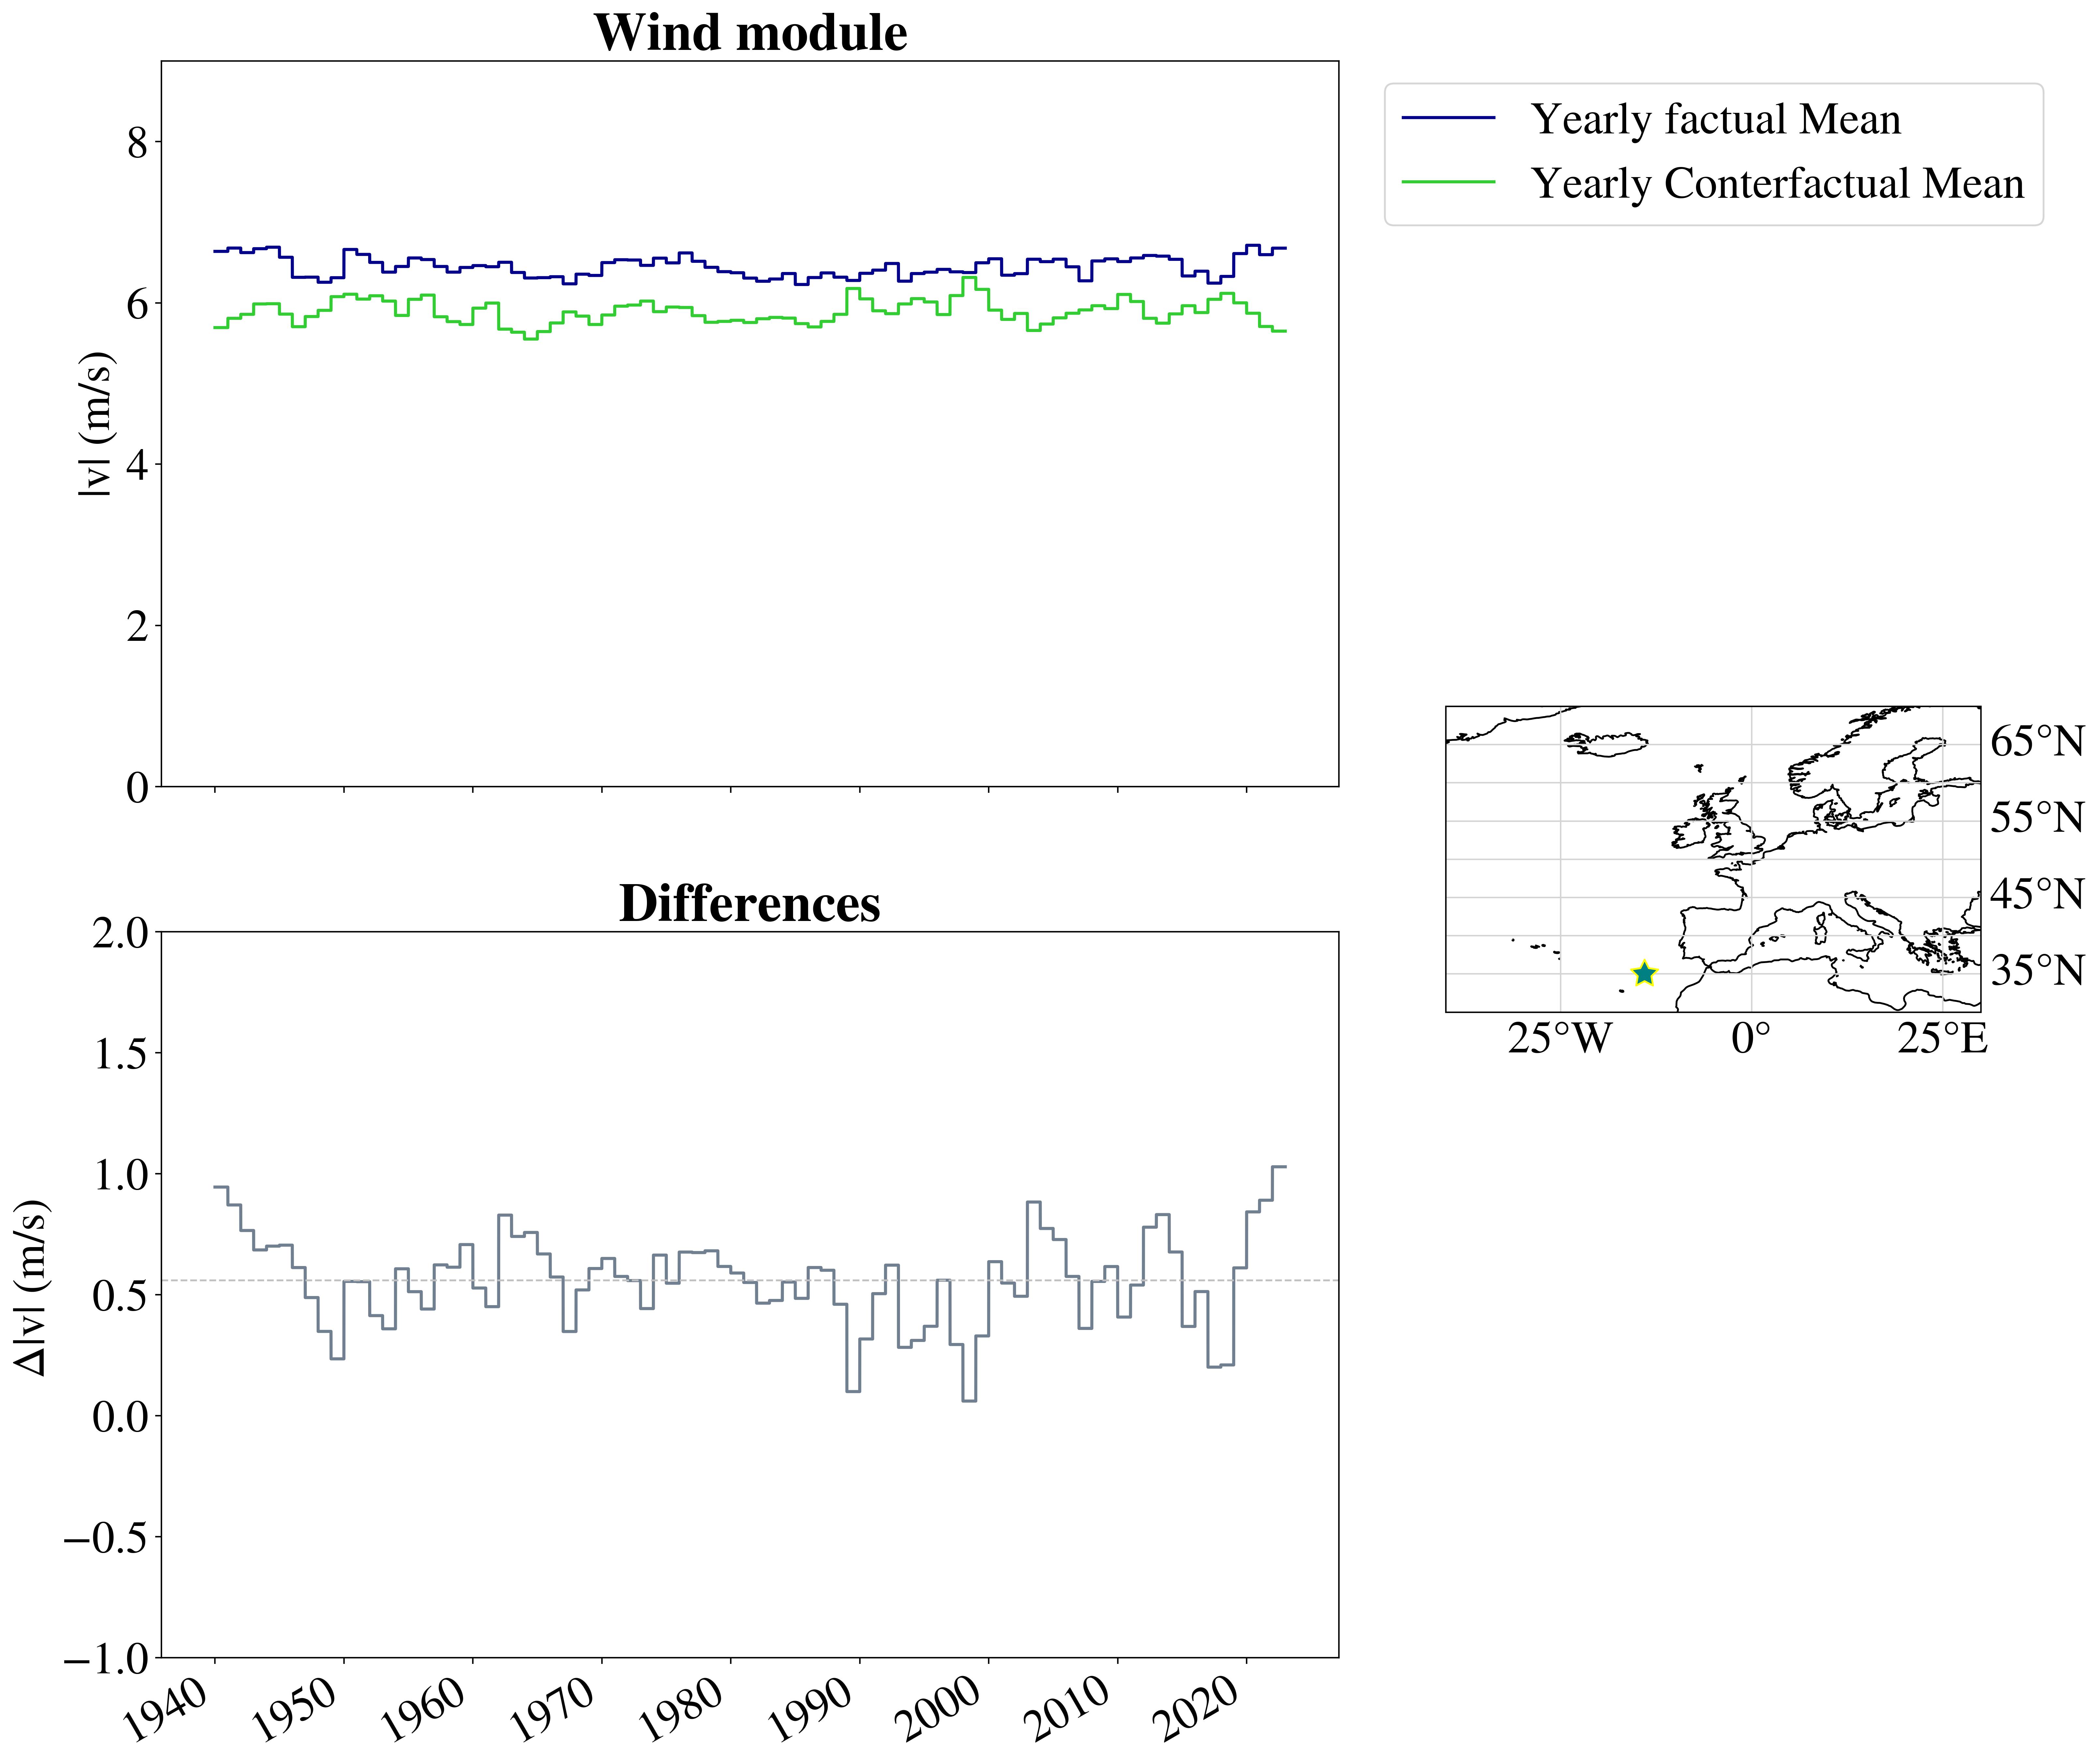 Wind module
8
6
4
2
0
|v| (m/s)
Yearly factual Mean
Yearly Conterfactual Mean
65°N
55°N
45°N
35°N
25°W 0° 25°E
Differences
2.0
1.5
1.0
0.5
0.0
−0.5
−1.0
Δ|v| (m/s)
1940 1950 1960 1970 1980 1990 2000 2010 2020